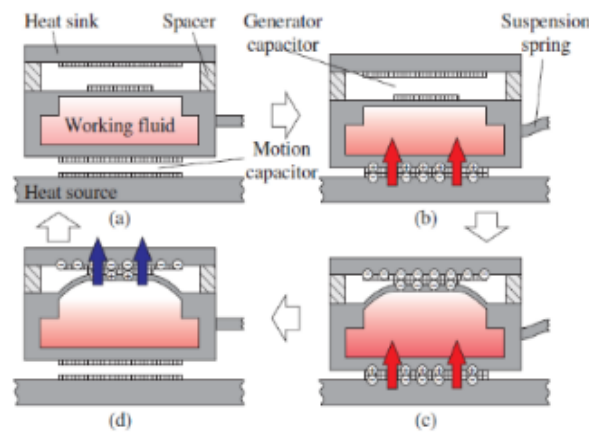 Heat sink
Spacer
Generator
capacitor
Suspension
spring
Working fluid
Motion
capacitor
Heat source
(a)
(b)
(d)
(c)